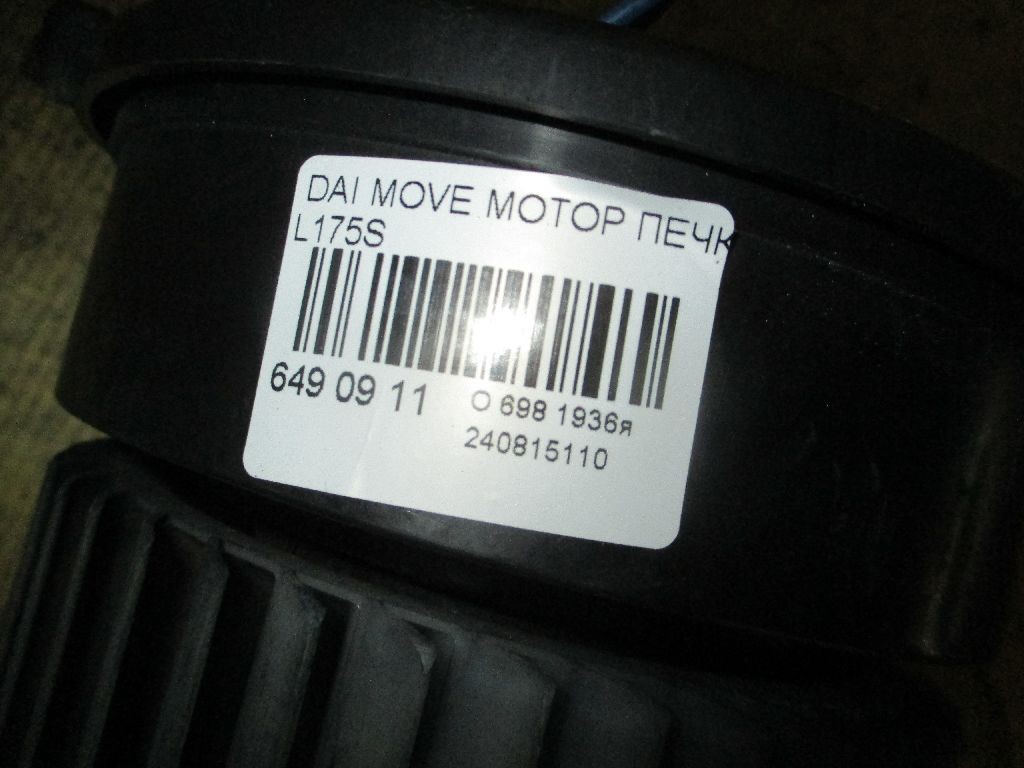 DAI MOVE МОТОР ПЕЧК
L175S
649 09 11
О 698 1936я
240815110